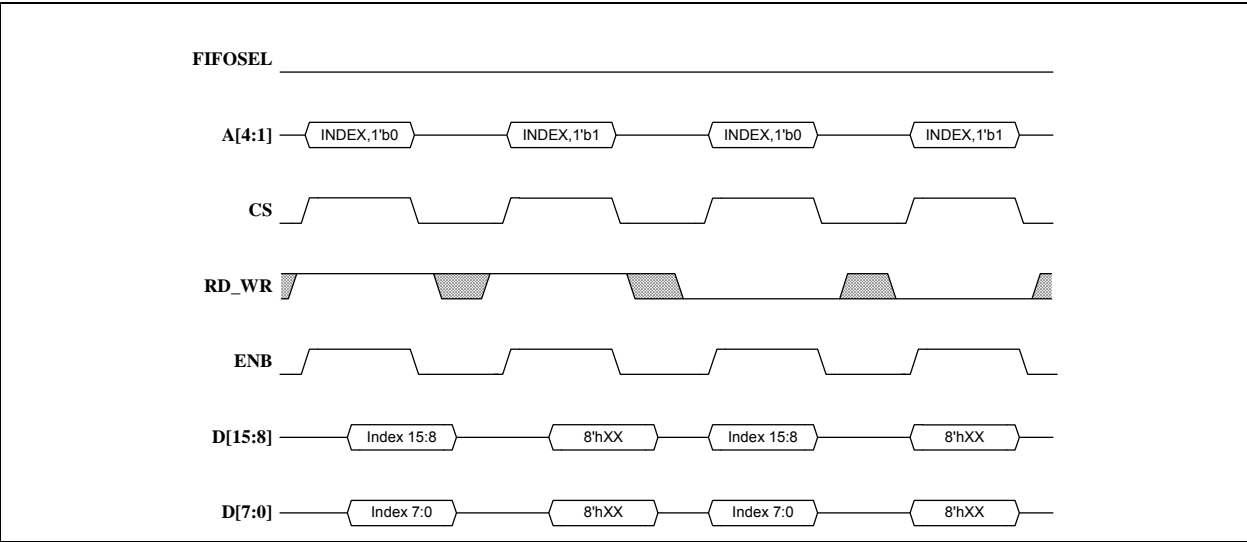 FIFOSEL
A[4:1] INDEX,1'b0 INDEX,1'b1 INDEX,1'b0 INDEX,1'b1
CS
RD_WR
ENB
D[15:8] Index 15:8 8'hXX Index 15:8 8'hXX
D[7:0] Index 7:0 8'hXX Index 7:0 8'hXX